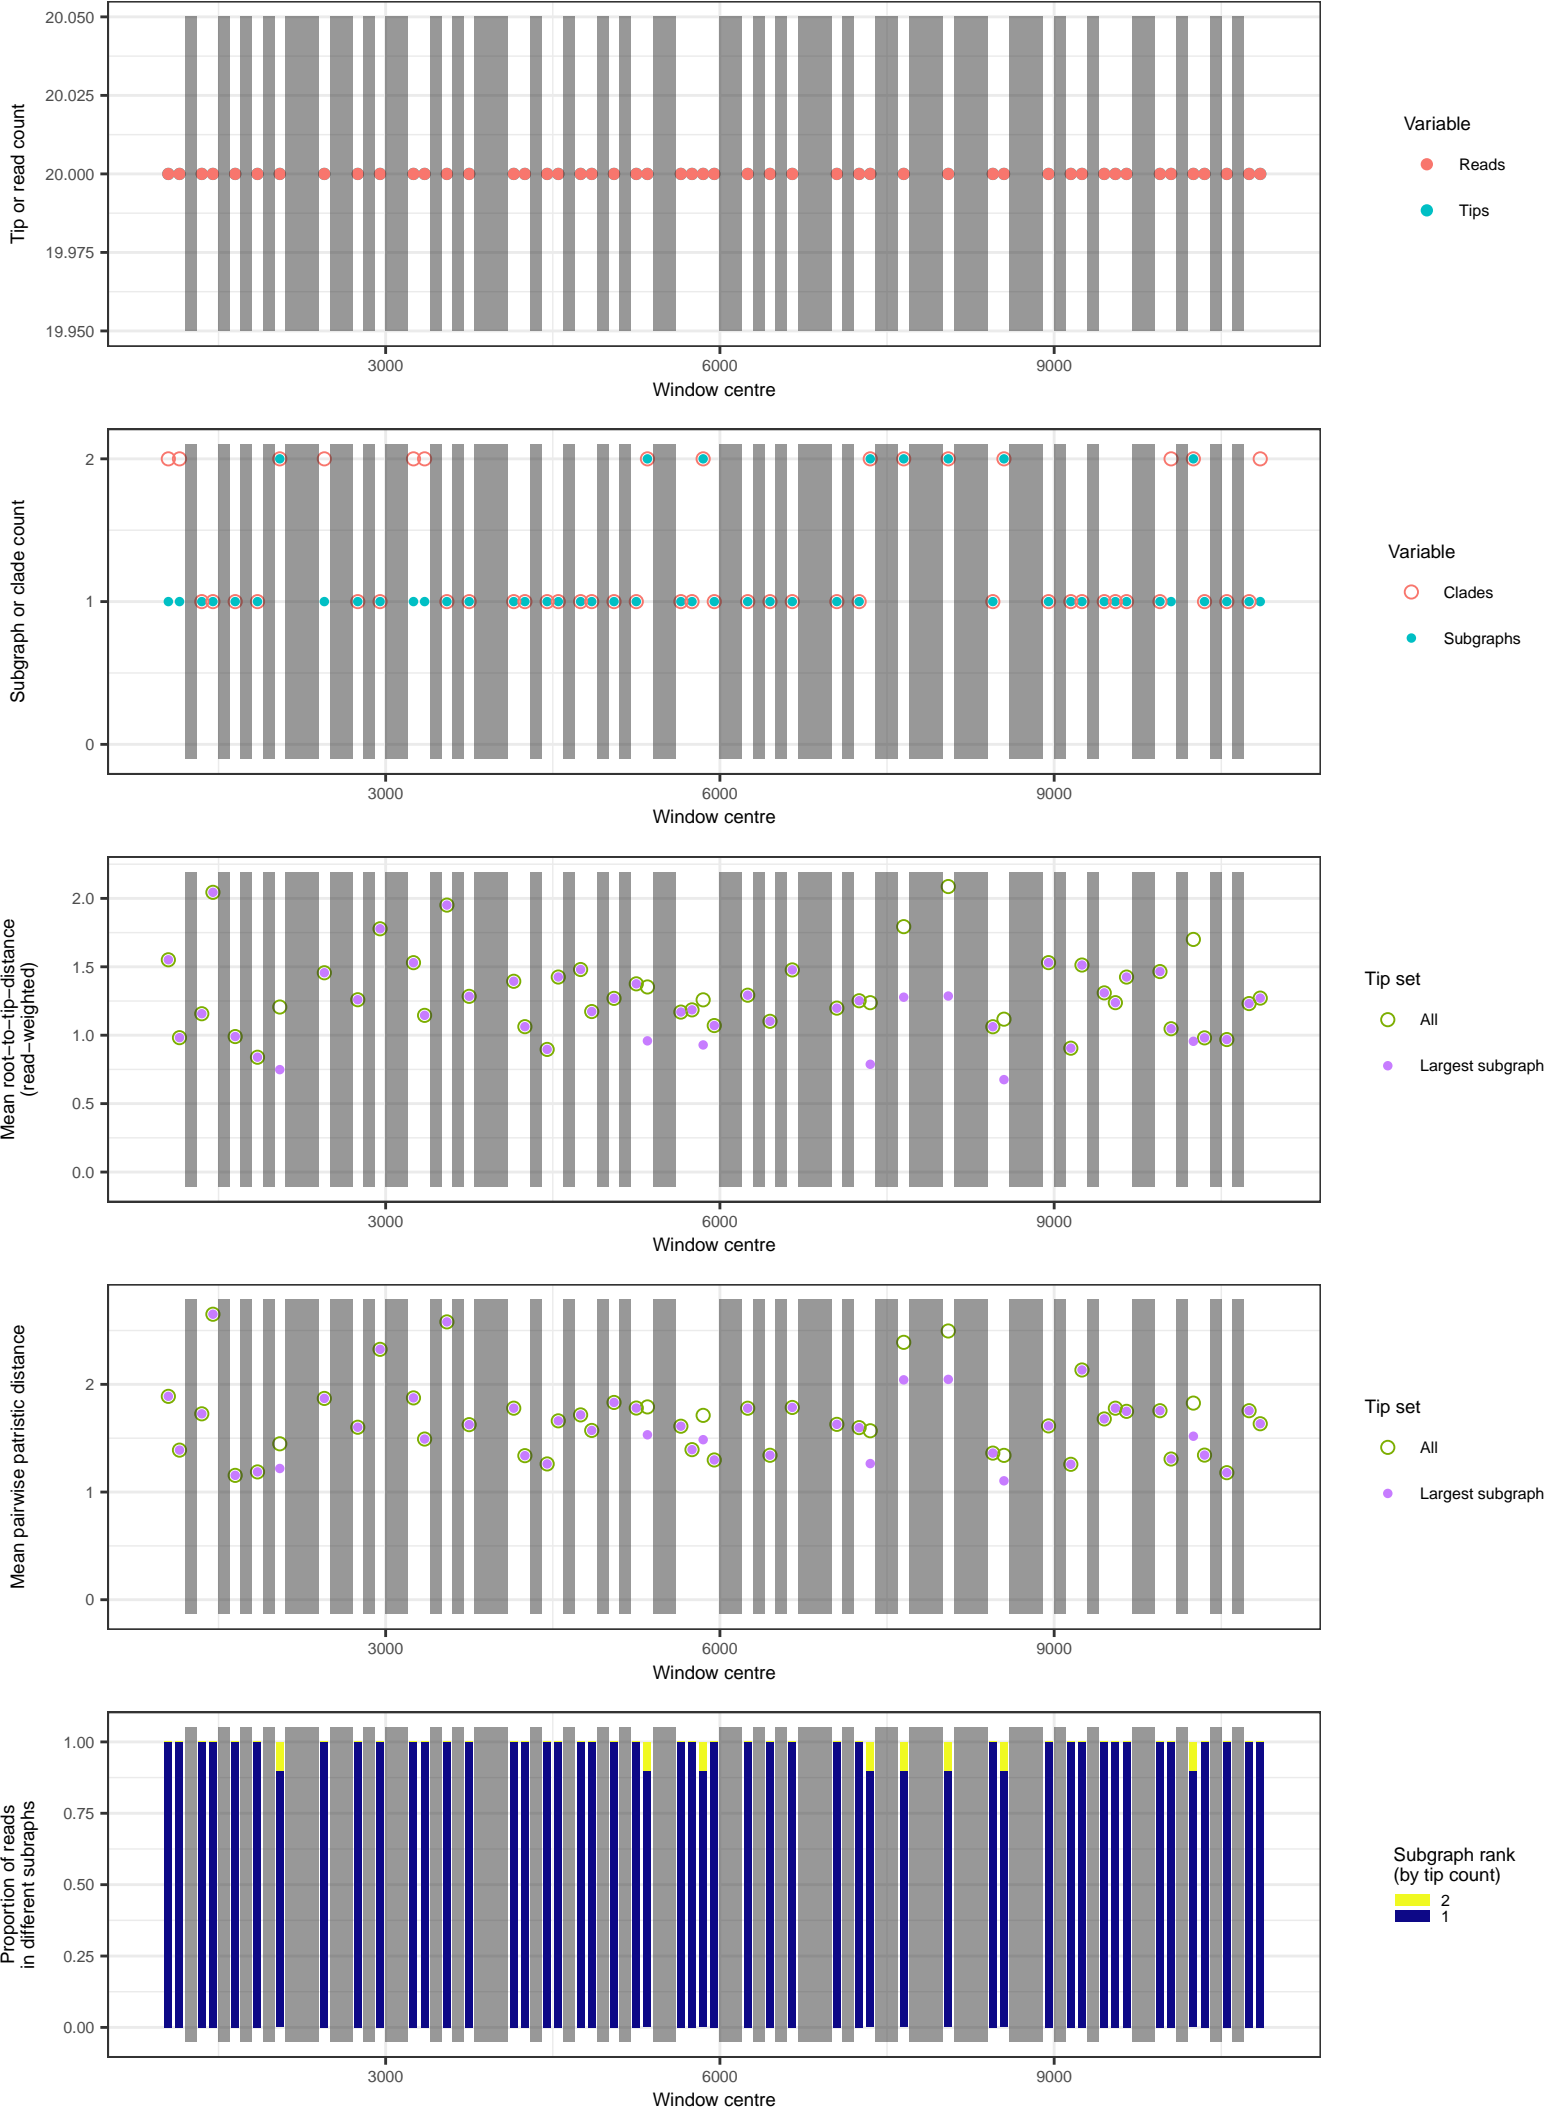 20.050
20.025
20.000
19.975
19.950
Tip or read count
3000
6000
9000
Window centre
Variable
Reads
Tips
2
1
0
Subgraph or clade count
3000
6000
9000
Window centre
Variable
Clades
Subgraphs
2.0
1.5
1.0
0.5
0.0
Mean root−to−tip−distance
(read−weighted)
3000
6000
9000
Window centre
Tip set
All
Largest subgraph
2
1
0
Mean pairwise patristic distance
3000
6000
9000
Window centre
Tip set
All
Largest subgraph
1.00
0.75
0.50
0.25
0.00
Proportion of reads
in different subraphs
3000
6000
9000
Window centre
Subgraph rank
(by tip count)
2
1